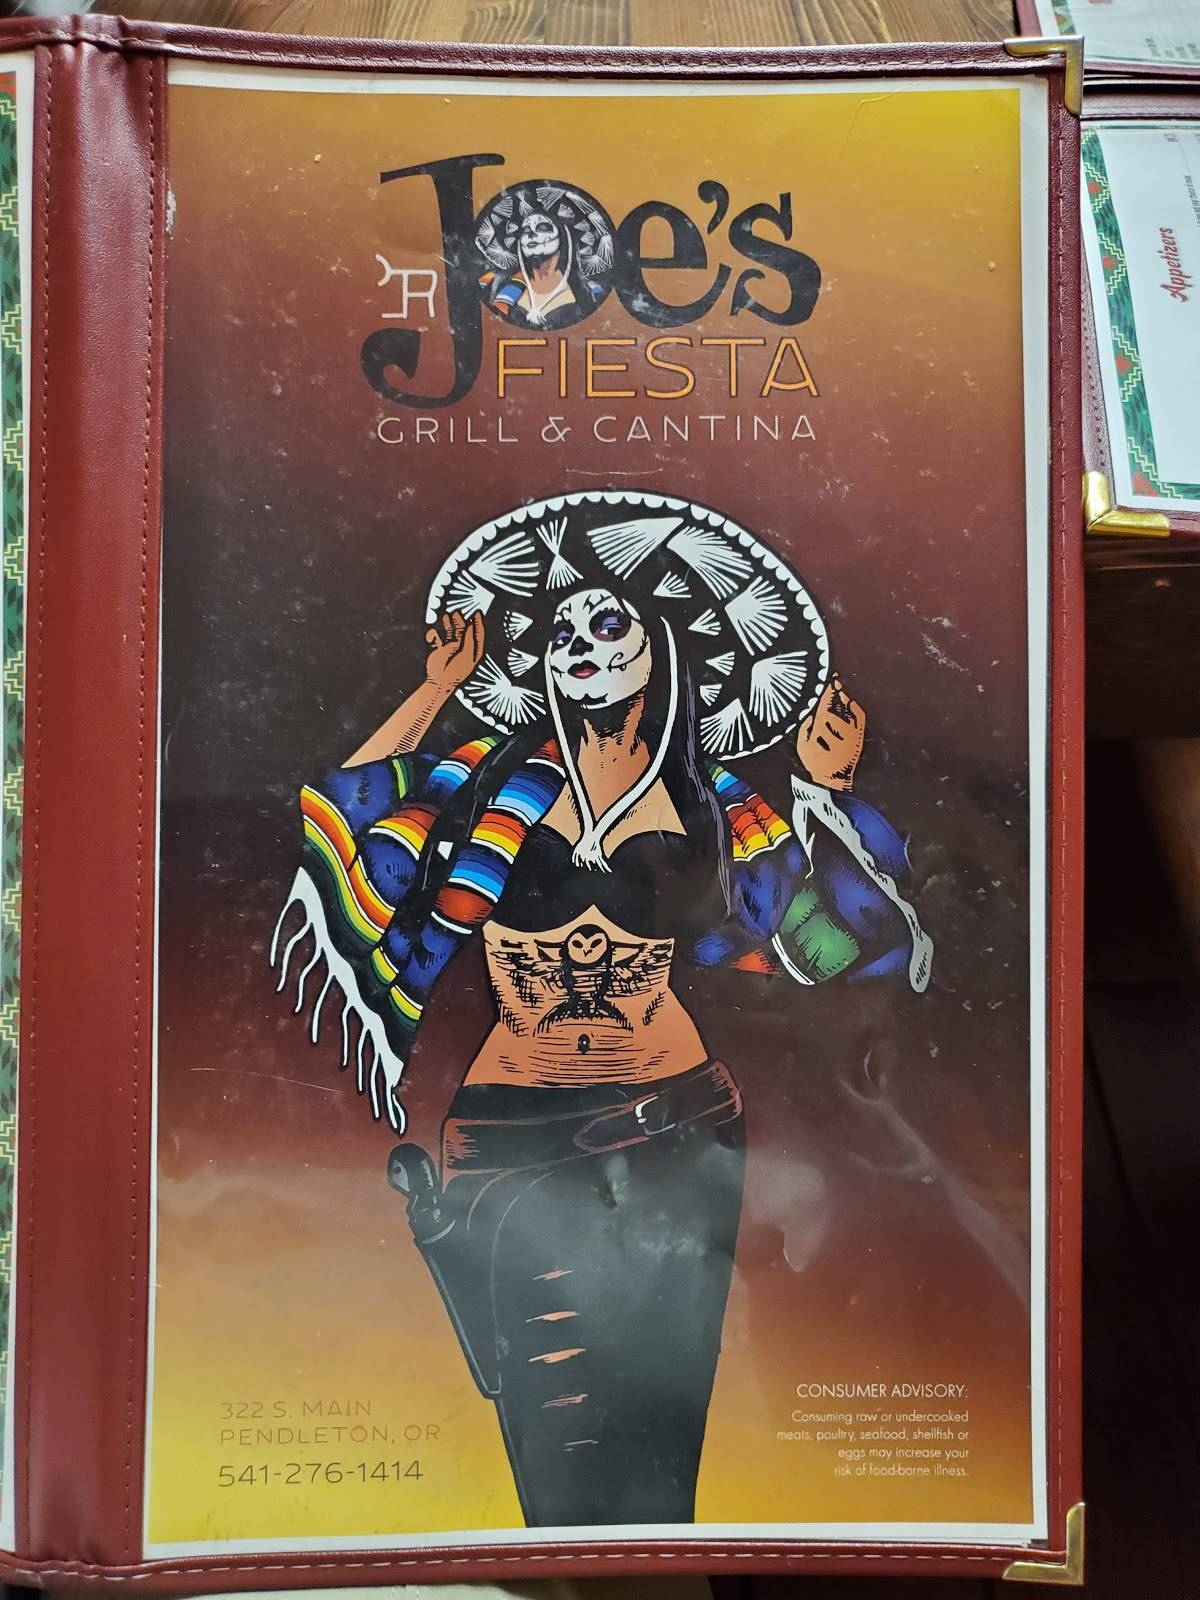 Joe's
FIESTA
GRILL & CANTINA
322 S. MAIN
PENDLETON, OR
541-276-1414
CONSUMER ADVISORY:
Consuming raw or undercooked
meats, poultry, seafood, shellfish or
eggs may increase your
risk of food-borne illness.
Appetizers